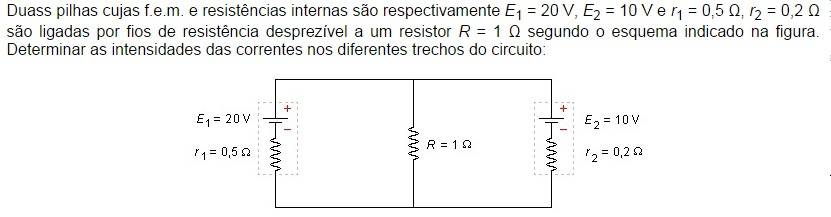 Duass pilhas cujas f.e.m. e resistências internas são respectivamente E1 = 20 V, E2 = 10 V e r1 = 0,5 Ω, r2 = 0,2 Ω
são ligadas por fios de resistência desprezível a um resistor R = 1 Ω segundo o esquema indicado na figura.
Determinar as intensidades das correntes nos diferentes trechos do circuito:
+
E1 = 20 V
−
r1 = 0,5 Ω
R = 1 Ω
+
E2 = 10 V
−
r2 = 0,2 Ω